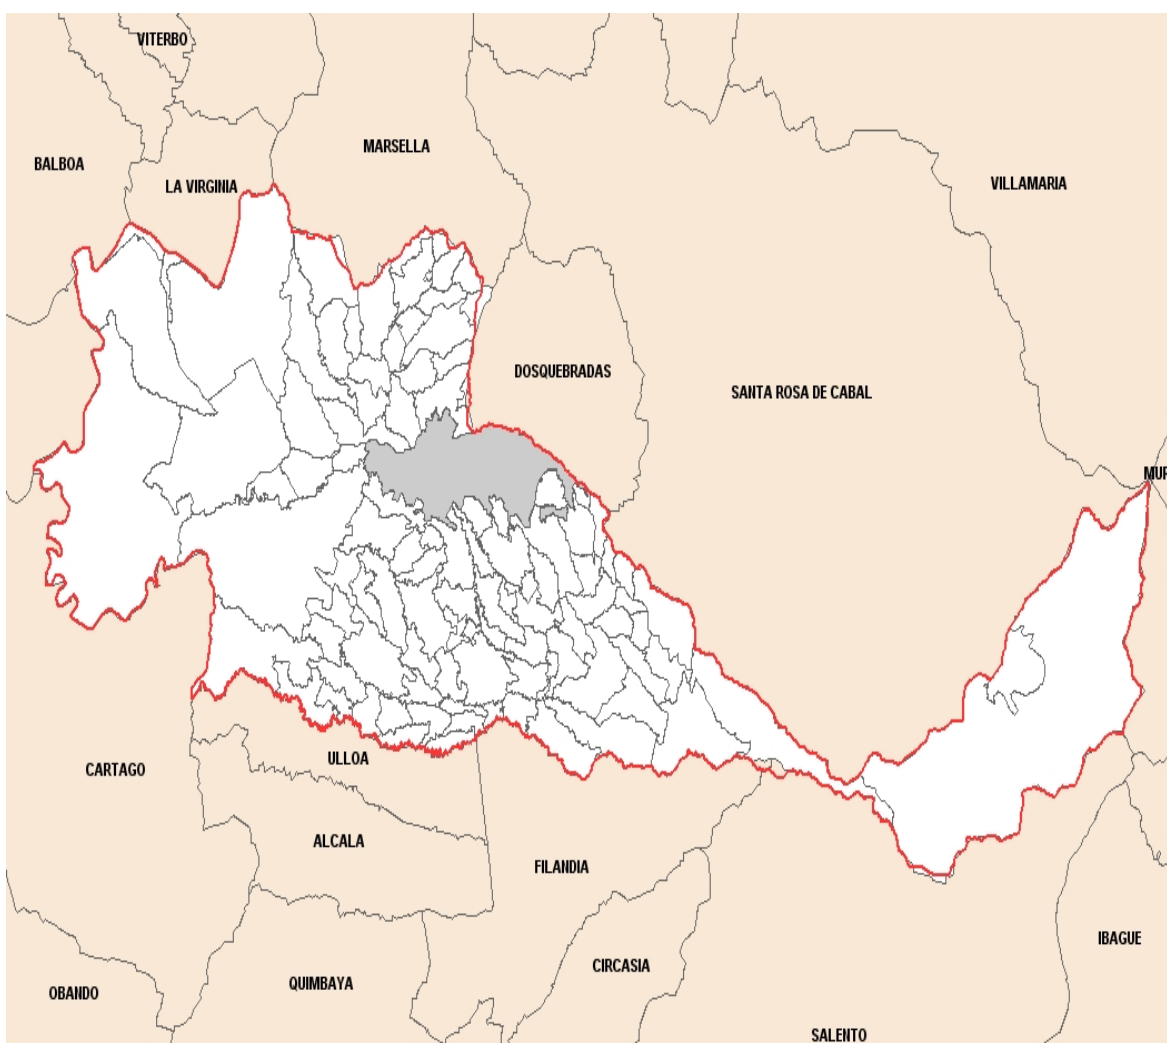 VITERBO
MARSELLA
BALBOA
LA VIRGINIA
VILLAMARIA
DOSQUEBRADAS
SANTA ROSA DE CABAL
MUR
ULLOA
CARTAGO
ALCALA
FILANDIA
IBAGUE
CIRCASIA
QUIMBAYA
OBANDO
SALENTO